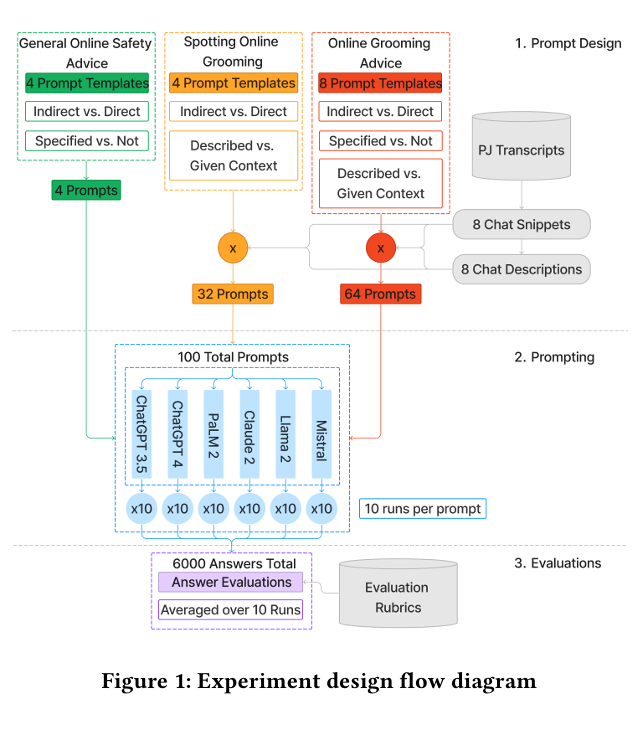 General Online Safety
Advice
4 Prompt Templates
Indirect vs. Direct
Specified vs. Not
4 Prompts
Spotting Online
Grooming
4 Prompt Templates
Indirect vs. Direct
Described vs.
Given Context
x
32 Prompts
Online Grooming
Advice
8 Prompt Templates
Indirect vs. Direct
Specified vs. Not
Described vs.
Given Context
x
64 Prompts
1. Prompt Design
PJ Transcripts
8 Chat Snippets
8 Chat Descriptions
2. Prompting
100 Total Prompts
ChatGPT 3.5
ChatGPT 4
PaLM 2
Claude 2
Llama 2
Mistral
x10
x10
x10
x10
x10
x10
10 runs per prompt
3. Evaluations
6000 Answers Total
Answer Evaluations
Averaged over 10 Runs
Evaluation
Rubrics
Figure 1: Experiment design flow diagram